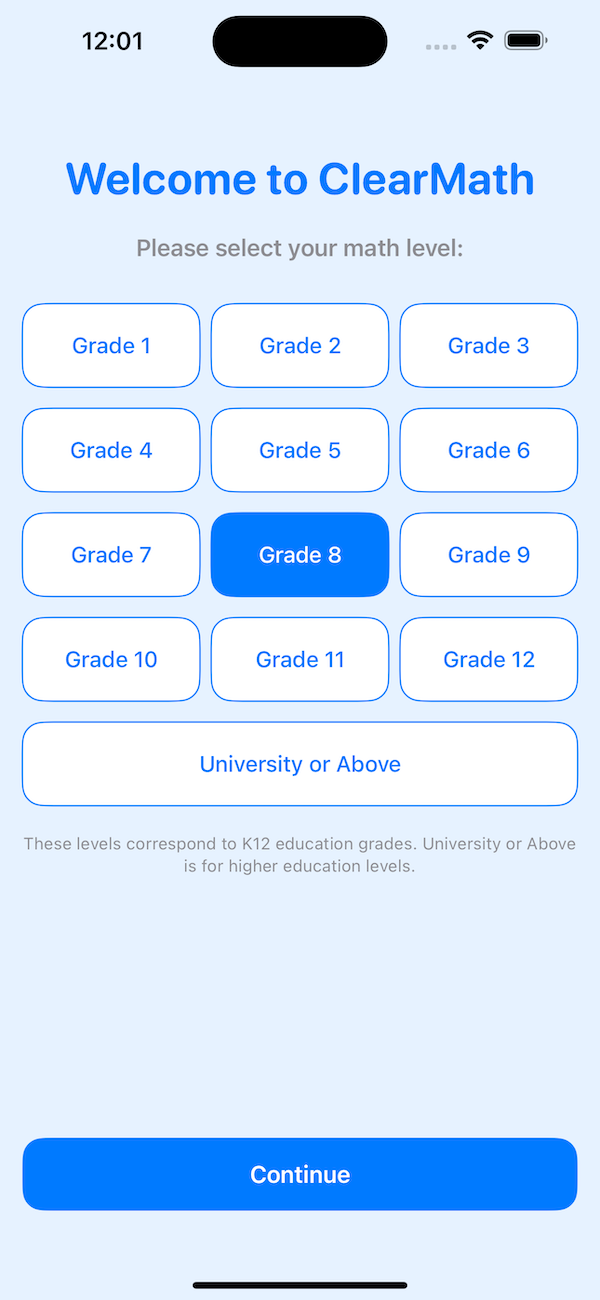 12:01
Welcome to ClearMath
Please select your math level:
Grade 1
Grade 2
Grade 3
Grade 4
Grade 5
Grade 6
Grade 7
Grade 8
Grade 9
Grade 10
Grade 11
Grade 12
University or Above
These levels correspond to K12 education grades. University or Above
is for higher education levels.
Continue